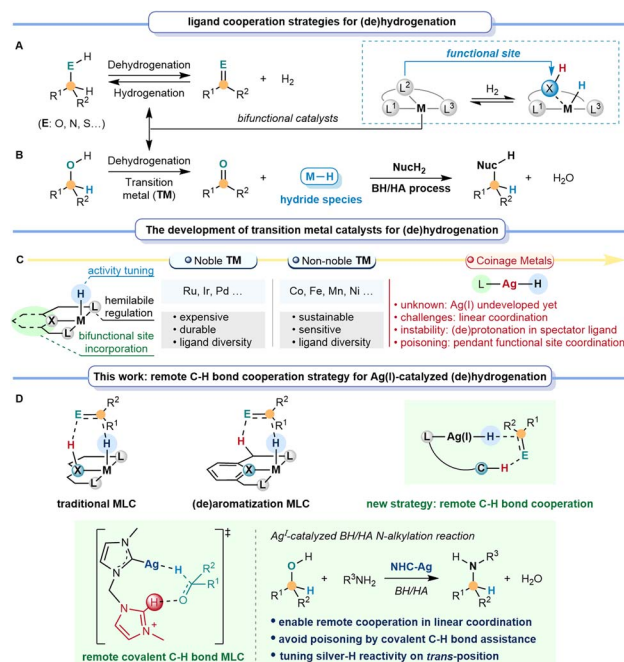 ligand cooperation strategies for (de)hydrogenation
A
E H
H
R¹ R²
(E: O, N, S…)
Dehydrogenation
Hydrogenation
E
R¹ R²
+ H₂
bifunctional catalysts
functional site
L² L¹ M L³
H₂
X H H
L¹ M L³
B
O H
H
R¹ R²
Dehydrogenation
Transition
metal (TM)
O
R¹ R²
+
M–H
hydride species
NucH₂
BH/HA process
Nuc H
H
R¹ R²
+ H₂O
The development of transition metal catalysts for (de)hydrogenation
C
activity tuning
H
L
X M
L
hemilabile
regulation
bifunctional site
incorporation
Noble TM
Ru, Ir, Pd ...
• expensive
• durable
• ligand diversity
Non-noble TM
Co, Fe, Mn, Ni ...
• sustainable
• sensitive
• ligand diversity
Coinage Metals
L–Ag–H
• unknown: Ag(I) undeveloped yet
• challenges: linear coordination
• instability: (de)protonation in spectator ligand
• poisoning: pendant functional site coordination
This work: remote C-H bond cooperation strategy for Ag(I)-catalyzed (de)hydrogenation
D
E R² R¹
H H
X M L
L
traditional MLC
E R² R¹
H H
X M L
L
(de)aromatization MLC
L Ag(I) H
R² R¹
E
C H
new strategy: remote C-H bond cooperation
‡
N
N
Ag H
R²
R¹
O
H
N
N
+
remote covalent C-H bond MLC
Agᴵ-catalyzed BH/HA N-alkylation reaction
O H
H
R¹ R²
+ R³NH₂
NHC-Ag
BH/HA
H N R³
H
R¹ R²
+ H₂O
• enable remote cooperation in linear coordination
• avoid poisoning by covalent C-H bond assistance
• tuning silver-H reactivity on trans-position